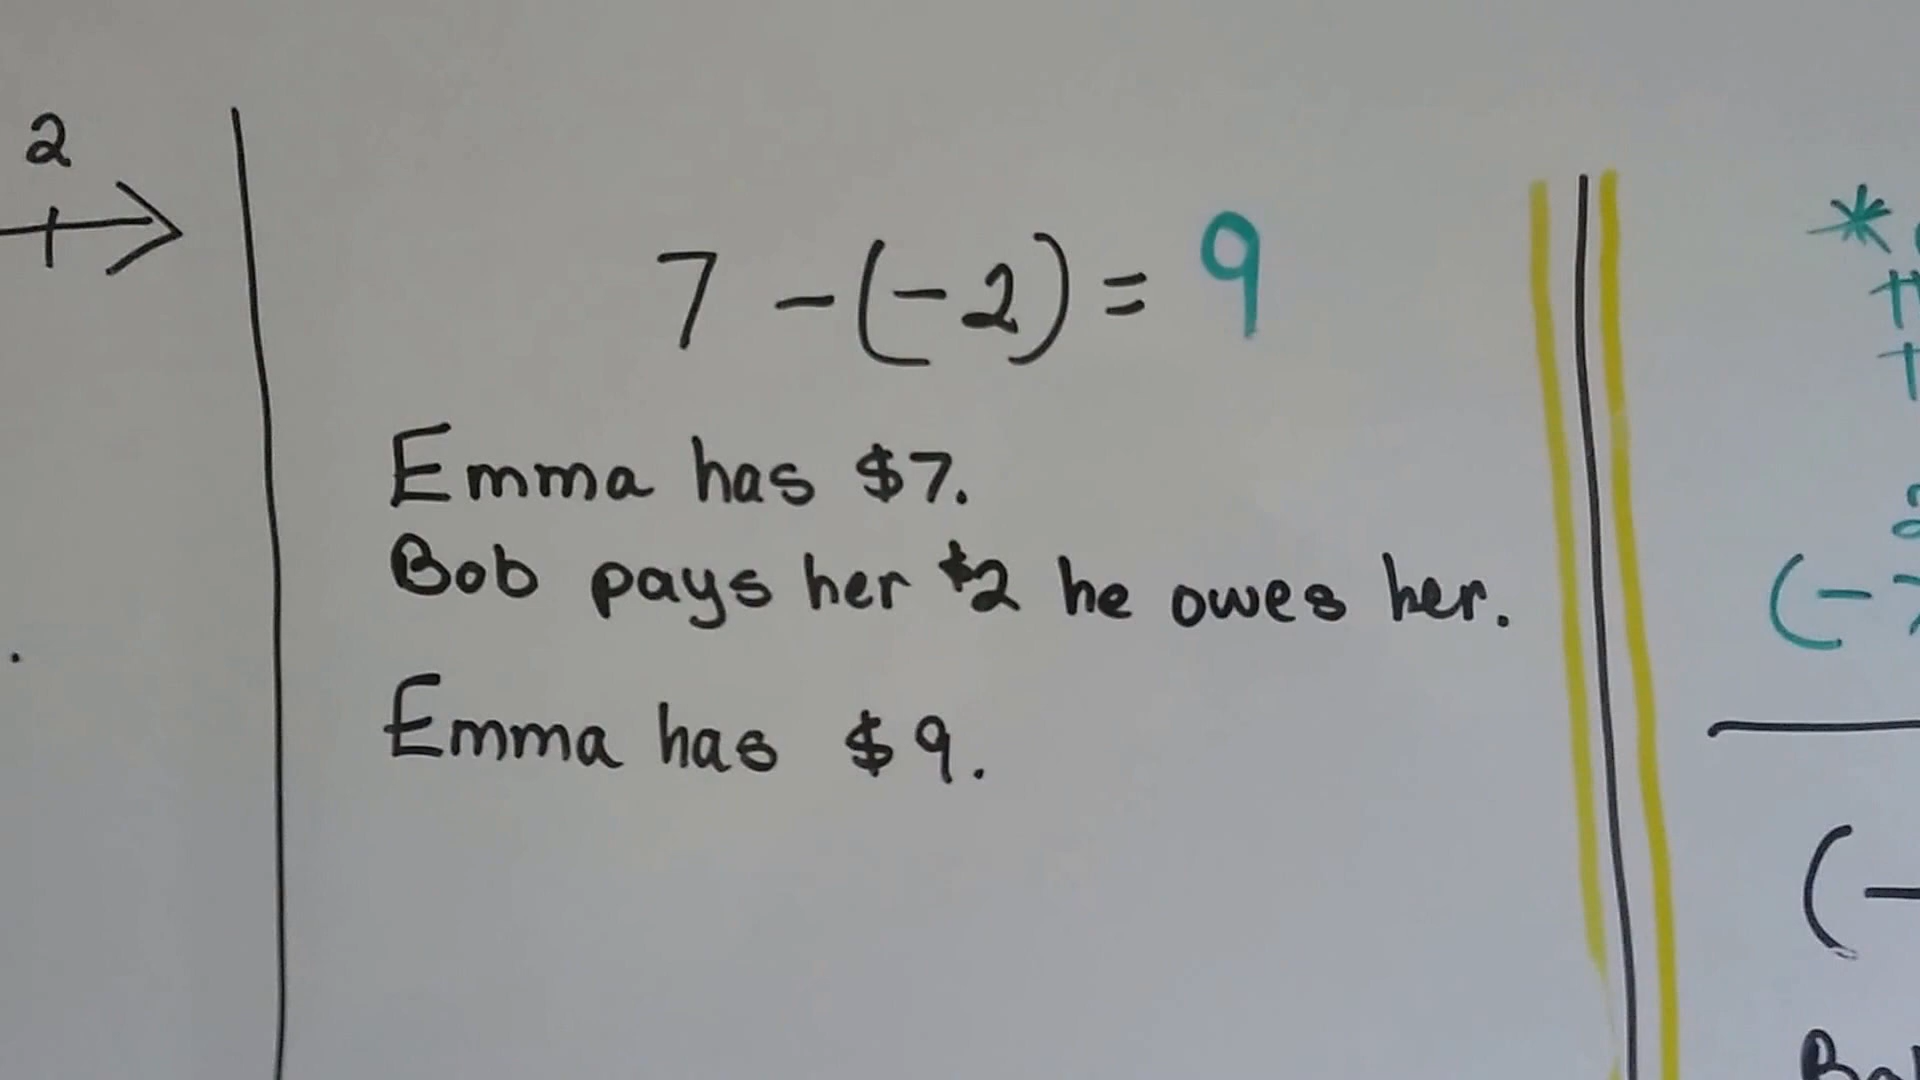 2
7 - (-2) = 9
Emma has $7.
Bob pays her $2 he owes her.
Emma has $9.
*
(-
(-